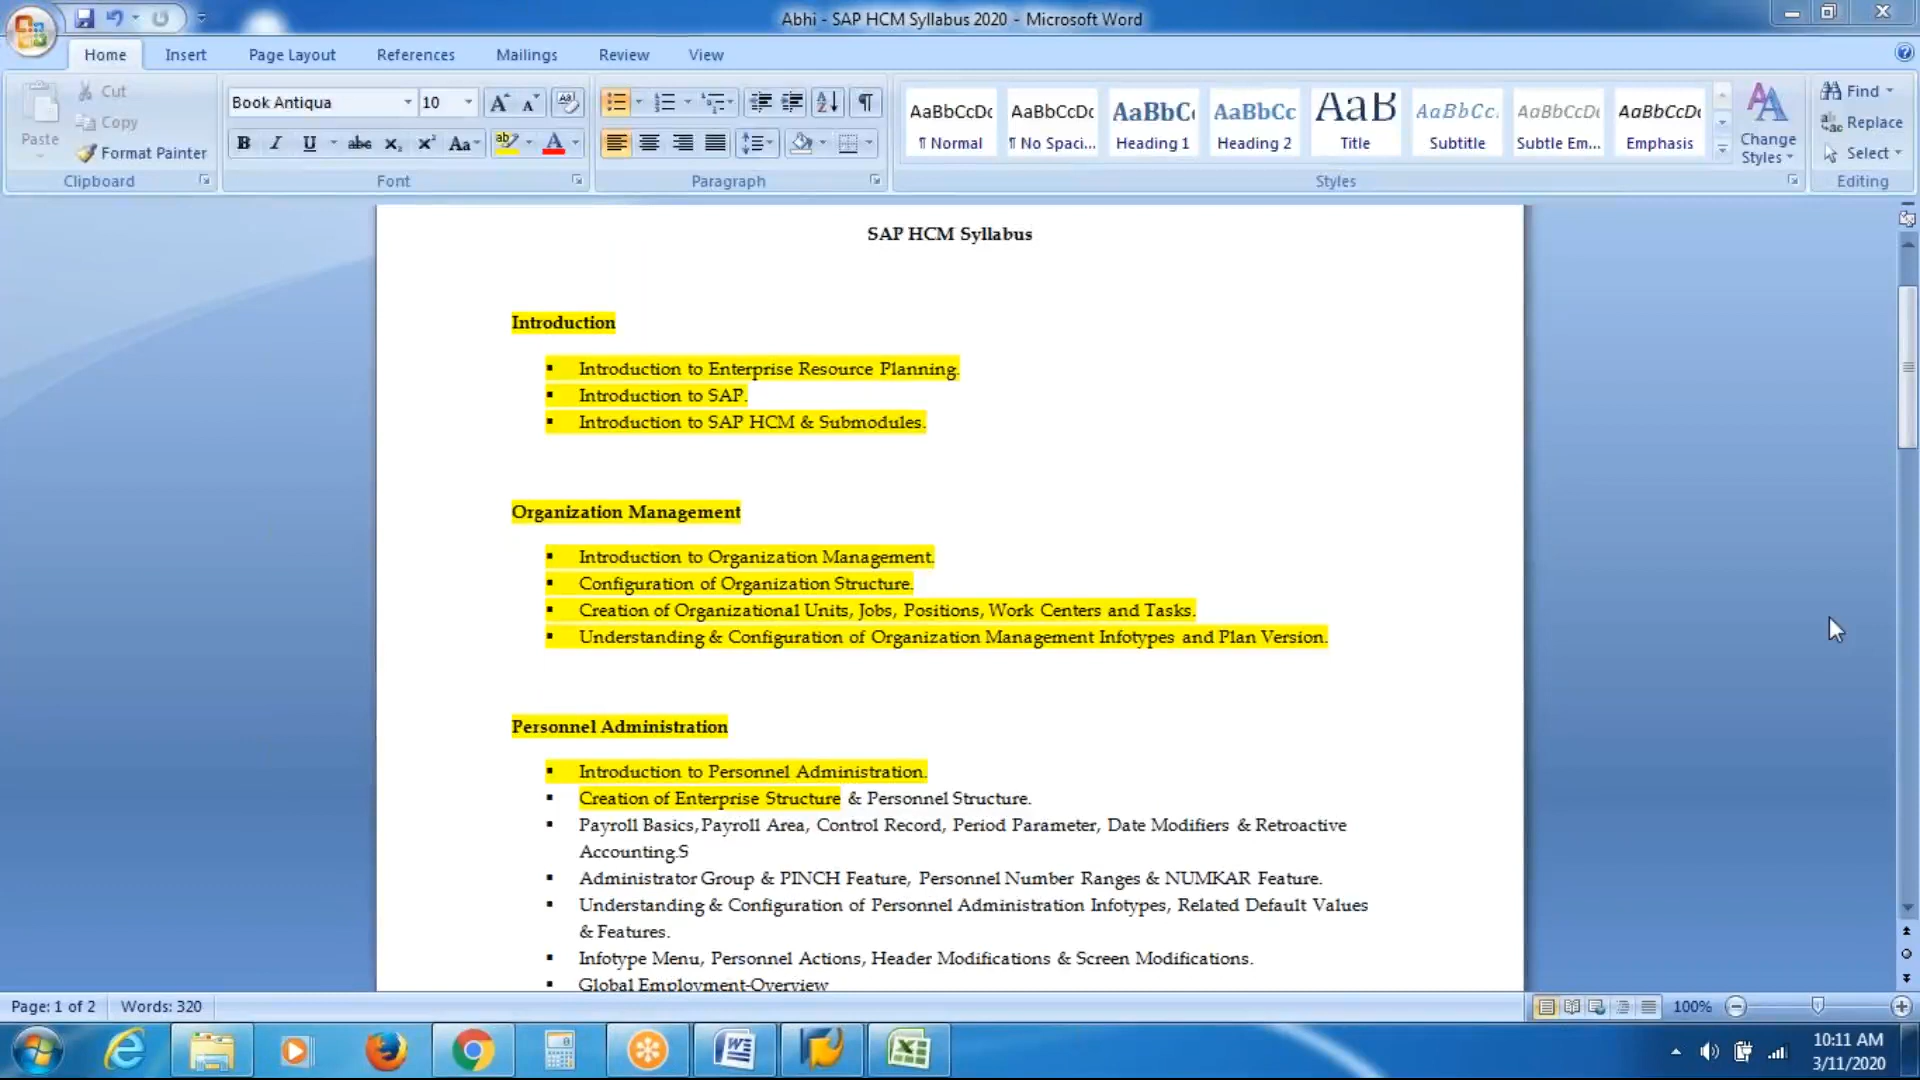 Abhi - SAP HCM Syllabus 2020 - Microsoft Word
Home Insert Page Layout References Mailings Review View
Paste
Cut
Copy
Format Painter
Clipboard
Book Antiqua 10
Font
Paragraph
AaBbCcDc AaBbCcDc AaBbC AaBbCc AaB AaBbCc. AaBbCcDc AaBbCcDc
¶ Normal ¶ No Spaci... Heading 1 Heading 2 Title Subtitle Subtle Em... Emphasis
Change Styles
Styles
Find
Replace
Select
Editing
SAP HCM Syllabus
Introduction
▪ Introduction to Enterprise Resource Planning.
▪ Introduction to SAP.
▪ Introduction to SAP HCM & Submodules.
Organization Management
▪ Introduction to Organization Management.
▪ Configuration of Organization Structure.
▪ Creation of Organizational Units, Jobs, Positions, Work Centers and Tasks.
▪ Understanding & Configuration of Organization Management Infotypes and Plan Version.
Personnel Administration
▪ Introduction to Personnel Administration.
▪ Creation of Enterprise Structure & Personnel Structure.
▪ Payroll Basics, Payroll Area, Control Record, Period Parameter, Date Modifiers & Retroactive
Accounting.S
▪ Administrator Group & PINCH Feature, Personnel Number Ranges & NUMKAR Feature.
▪ Understanding & Configuration of Personnel Administration Infotypes, Related Default Values
& Features.
▪ Infotype Menu, Personnel Actions, Header Modifications & Screen Modifications.
▪ Global Employment-Overview
Page: 1 of 2 Words: 320 100%
10:11 AM
3/11/2020